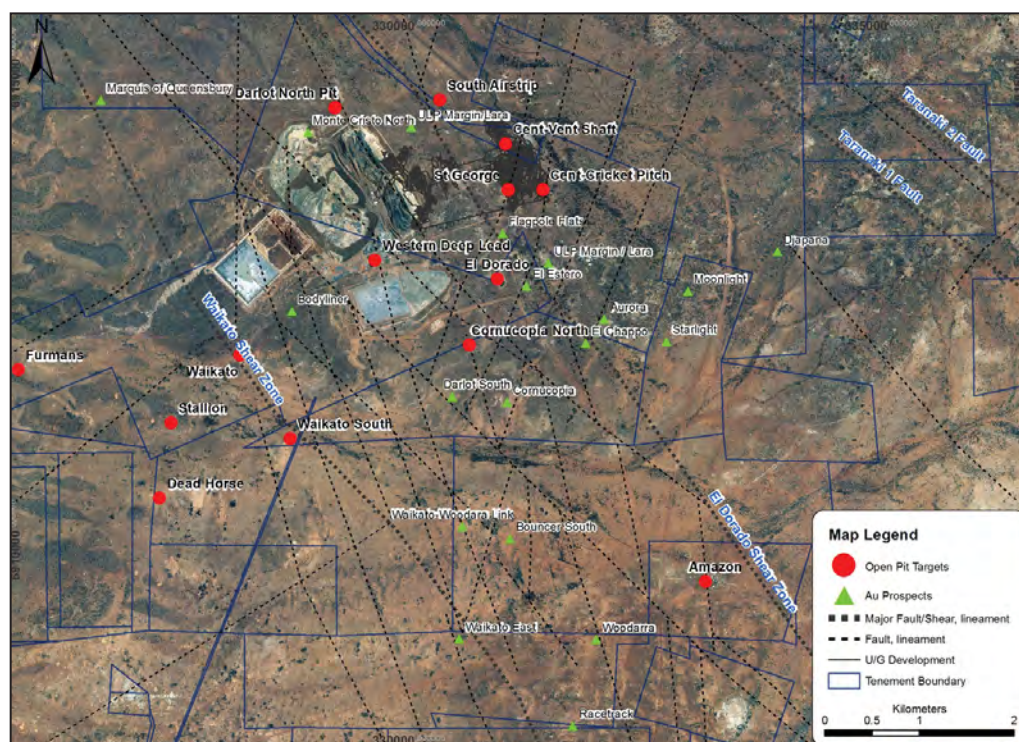 330000
335000
N
Marquis of Queensbury
Darlot North Pit
South Airstrip
Monte Cristo North
ULP Margin/Lara
Cent-Vent Shaft
St George
Cent-Cricket Pitch
Taranaki 2 Fault
Taranaki 1 Fault
Flagpole Flats
Western Deep Lead
ULP Margin / Lara
Djapana
El Dorado
El Estero
Moonlight
Bodyliner
Aurora
Waikato Shear Zone
Cornucopia North
El Chappo
Starlight
Furmans
Waikato
Darlot South
Cornucopia
Stallion
Waikato South
Dead Horse
El Dorado Shear Zone
Waikato-Woodara Link
Bouncer South
Amazon
Waikato East
Woodarra
Racetrack
330000
Map Legend
Open Pit Targets
Au Prospects
Major Fault/Shear, lineament
Fault, lineament
U/G Development
Tenement Boundary
Kilometers
0 0.5 1 2